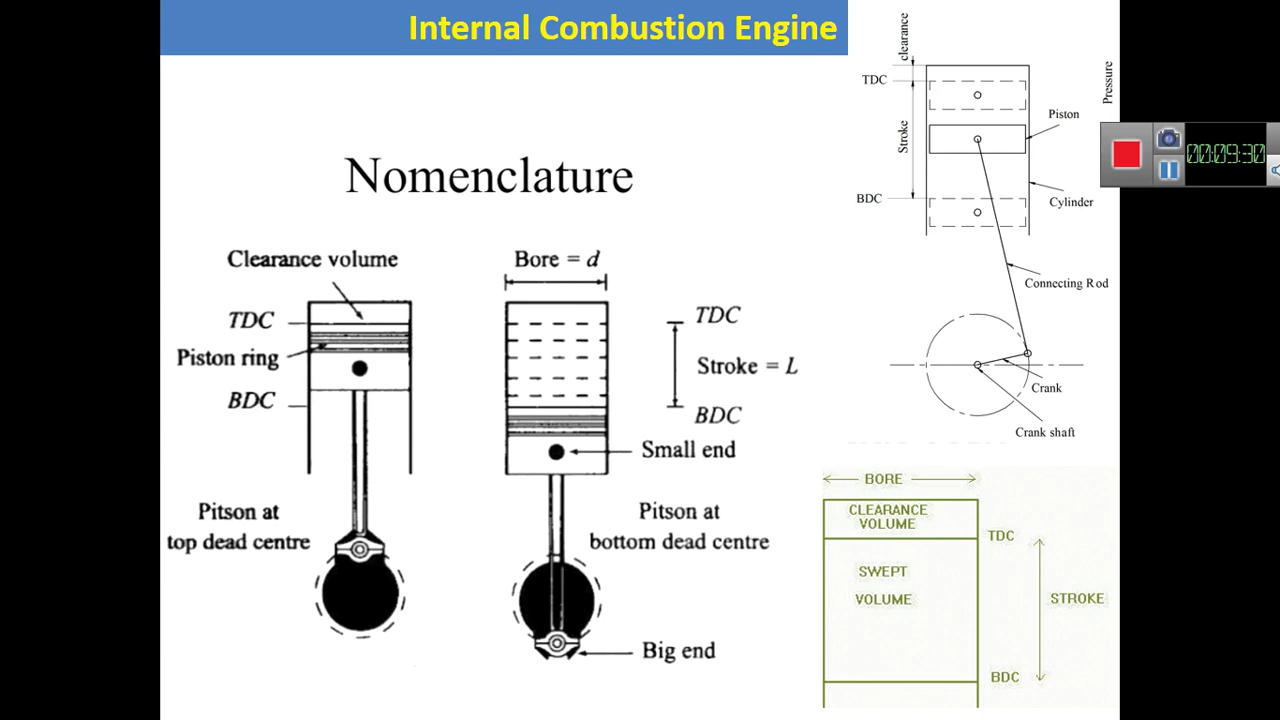 Internal Combustion Engine
Nomenclature
Clearance volume
TDC
Piston ring
BDC
Pitson at
top dead centre
Bore = d
TDC
Stroke = L
BDC
Small end
Pitson at
bottom dead centre
Big end
clearance
TDC
Stroke
BDC
Piston
Cylinder
Connecting Rod
Crank
Crank shaft
Pressure
00:09:30
BORE
CLEARANCE
VOLUME
TDC
SWEPT
VOLUME
STROKE
BDC